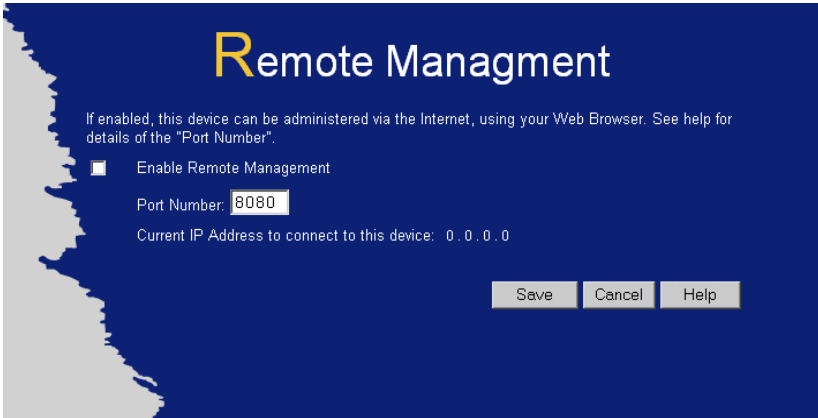 Remote Managment
If enabled, this device can be administered via the Internet, using your Web Browser. See help for
details of the "Port Number".
Enable Remote Management
Port Number: 8080
Current IP Address to connect to this device: 0 . 0 . 0 . 0
Save Cancel Help